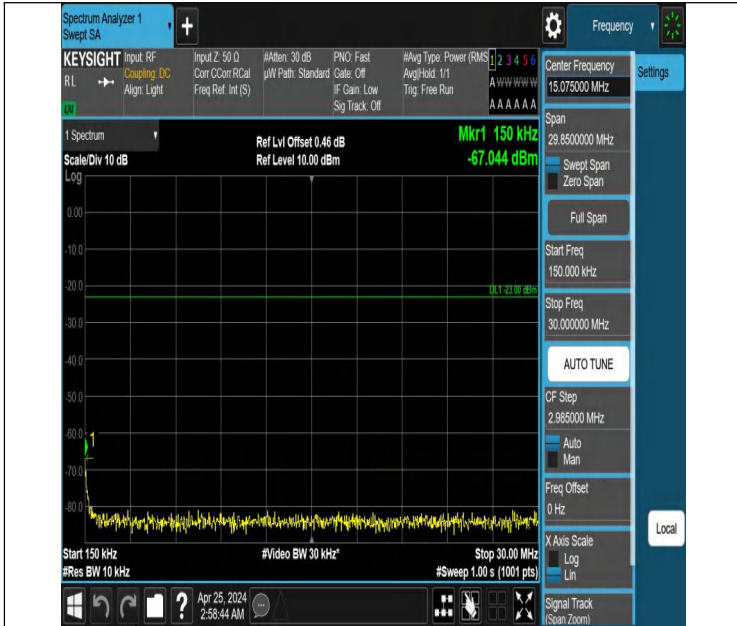 Spectrum Analyzer 1
Swept SA
+
Frequency
KEYSIGHT
RL
Input: RF
Coupling: DC
Align: Light
Input Z: 50 Ω
Corr CCorr RCal
Freq Ref: Int (S)
#Atten: 30 dB
µW Path: Standard
PNO: Fast
Gate: Off
IF Gain: Low
Sig Track: Off
#Avg Type: Power (RMS
Avg|Hold: 1/1
Trig: Free Run
1 2 3 4 5 6
A W W W W W
A A A A A A
LXI
1 Spectrum
Scale/Div 10 dB
Log
Ref Lvl Offset 0.46 dB
Ref Level 10.00 dBm
Mkr1 150 kHz
-67.044 dBm
0.00
-10.0
-20.0
DL1 -23.00 dBm
-30.0
-40.0
-50.0
-60.0
1
-70.0
-80.0
Start 150 kHz
#Res BW 10 kHz
#Video BW 30 kHz*
Stop 30.00 MHz
#Sweep 1.00 s (1001 pts)
?
Apr 25, 2024
2:58:44 AM
Center Frequency
15.075000 MHz
Span
29.8500000 MHz
Swept Span
Zero Span
Full Span
Start Freq
150.000 kHz
Stop Freq
30.000000 MHz
AUTO TUNE
CF Step
2.985000 MHz
Auto
Man
Freq Offset
0 Hz
X Axis Scale
Log
Lin
Signal Track
(Span Zoom)
Settings
Local